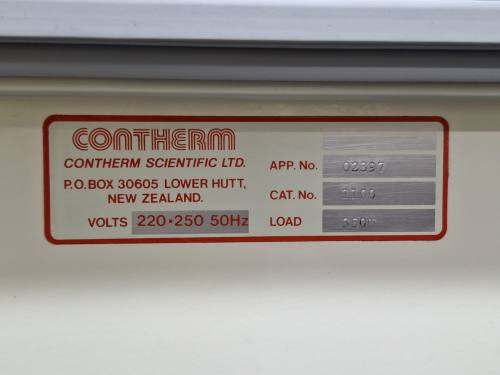 CONTHERM
CONTHERM SCIENTIFIC LTD.
P.O.BOX 30605 LOWER HUTT,
NEW ZEALAND.
VOLTS 220•250 50Hz
APP. No. 02397
CAT. No.
LOAD